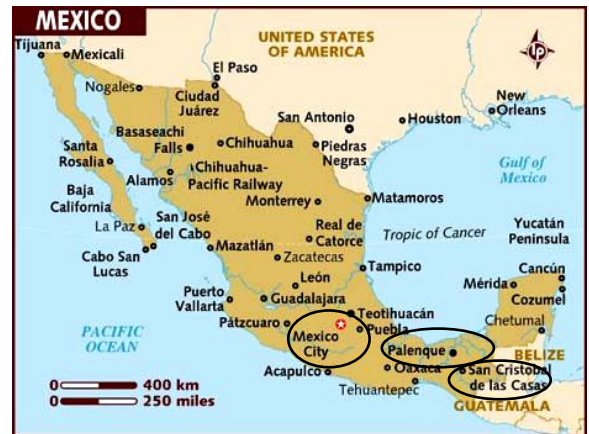 MEXICO
UNITED STATES
OF AMERICA
LP
Tijuana
Mexicali
El Paso
Nogales
Ciudad
Juárez
San Antonio
Houston
New
Orleans
Basaseachi
Falls
Chihuahua
Piedras
Negras
Santa
Rosalia
Alamos
Chihuahua-
Pacific Railway
Gulf of
Mexico
Baja
California
Monterrey
Matamoros
La Paz
San José
del Cabo
Real de
Catorce
Tropic of Cancer
Yucatán
Peninsula
Cabo San
Lucas
Mazatlán
Zacatecas
Tampico
Cancún
Mérida
León
Cozumel
Puerto
Vallarta
Guadalajara
Teotihuacán
Chetumal
Pátzcuaro
Puebla
PACIFIC
OCEAN
Mexico
City
Palenque
BELIZE
Acapulco
Oaxaca
San Cristobal
de las Casas
Tehuantepec
GUATEMALA
0 400 km
0 250 miles